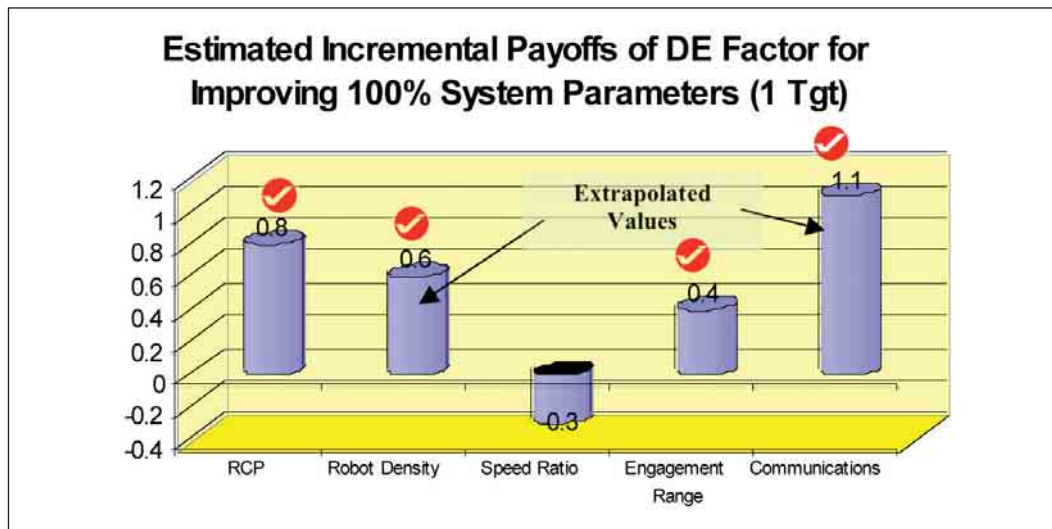 Estimated Incremental Payoffs of DE Factor for
Improving 100% System Parameters (1 Tgt)
1.2
1
0.8
0.6
0.4
0.2
0
-0.2
-0.4
0.8
0.6
0.3
0.4
1.1
Extrapolated
Values
RCP
Robot Density
Speed Ratio
Engagement
Range
Communications